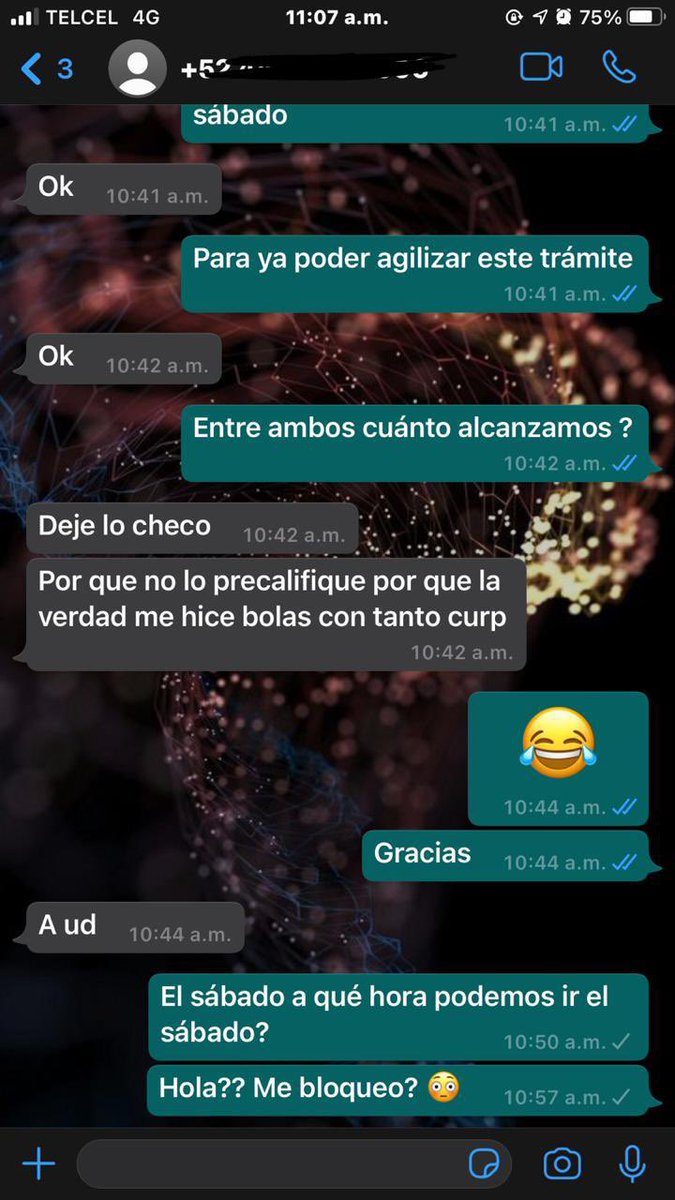 TELCEL 4G 11:07 a.m. 75%
3
sábado
10:41 a.m.
Ok 10:41 a.m.
Para ya poder agilizar este trámite
10:41 a.m.
Ok 10:42 a.m.
Entre ambos cuánto alcanzamos ?
10:42 a.m.
Deje lo checo 10:42 a.m.
Por que no lo precalifique por que la
verdad me hice bolas con tanto curp
10:42 a.m.
😂
10:44 a.m.
Gracias 10:44 a.m.
A ud 10:44 a.m.
El sábado a qué hora podemos ir el
sábado?
10:50 a.m.
Hola?? Me bloqueo? 😳 10:57 a.m.